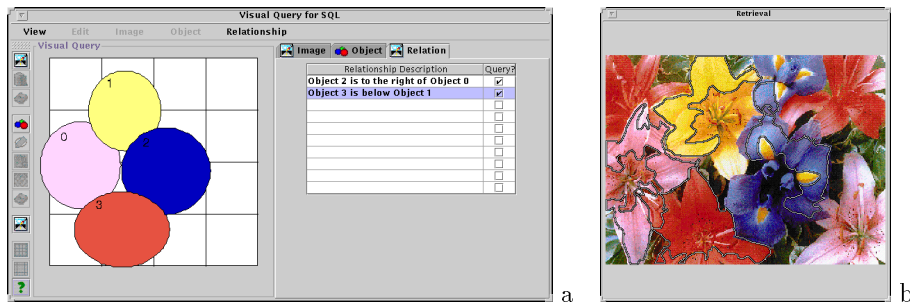 Visual Query for SQL
View Edit Image Object Relationship
Visual Query
Image Object Relation
Relationship Description Query?
Object 2 is to the right of Object 0
Object 3 is below Object 1
1
0
2
3
?
a
Retrieval
b